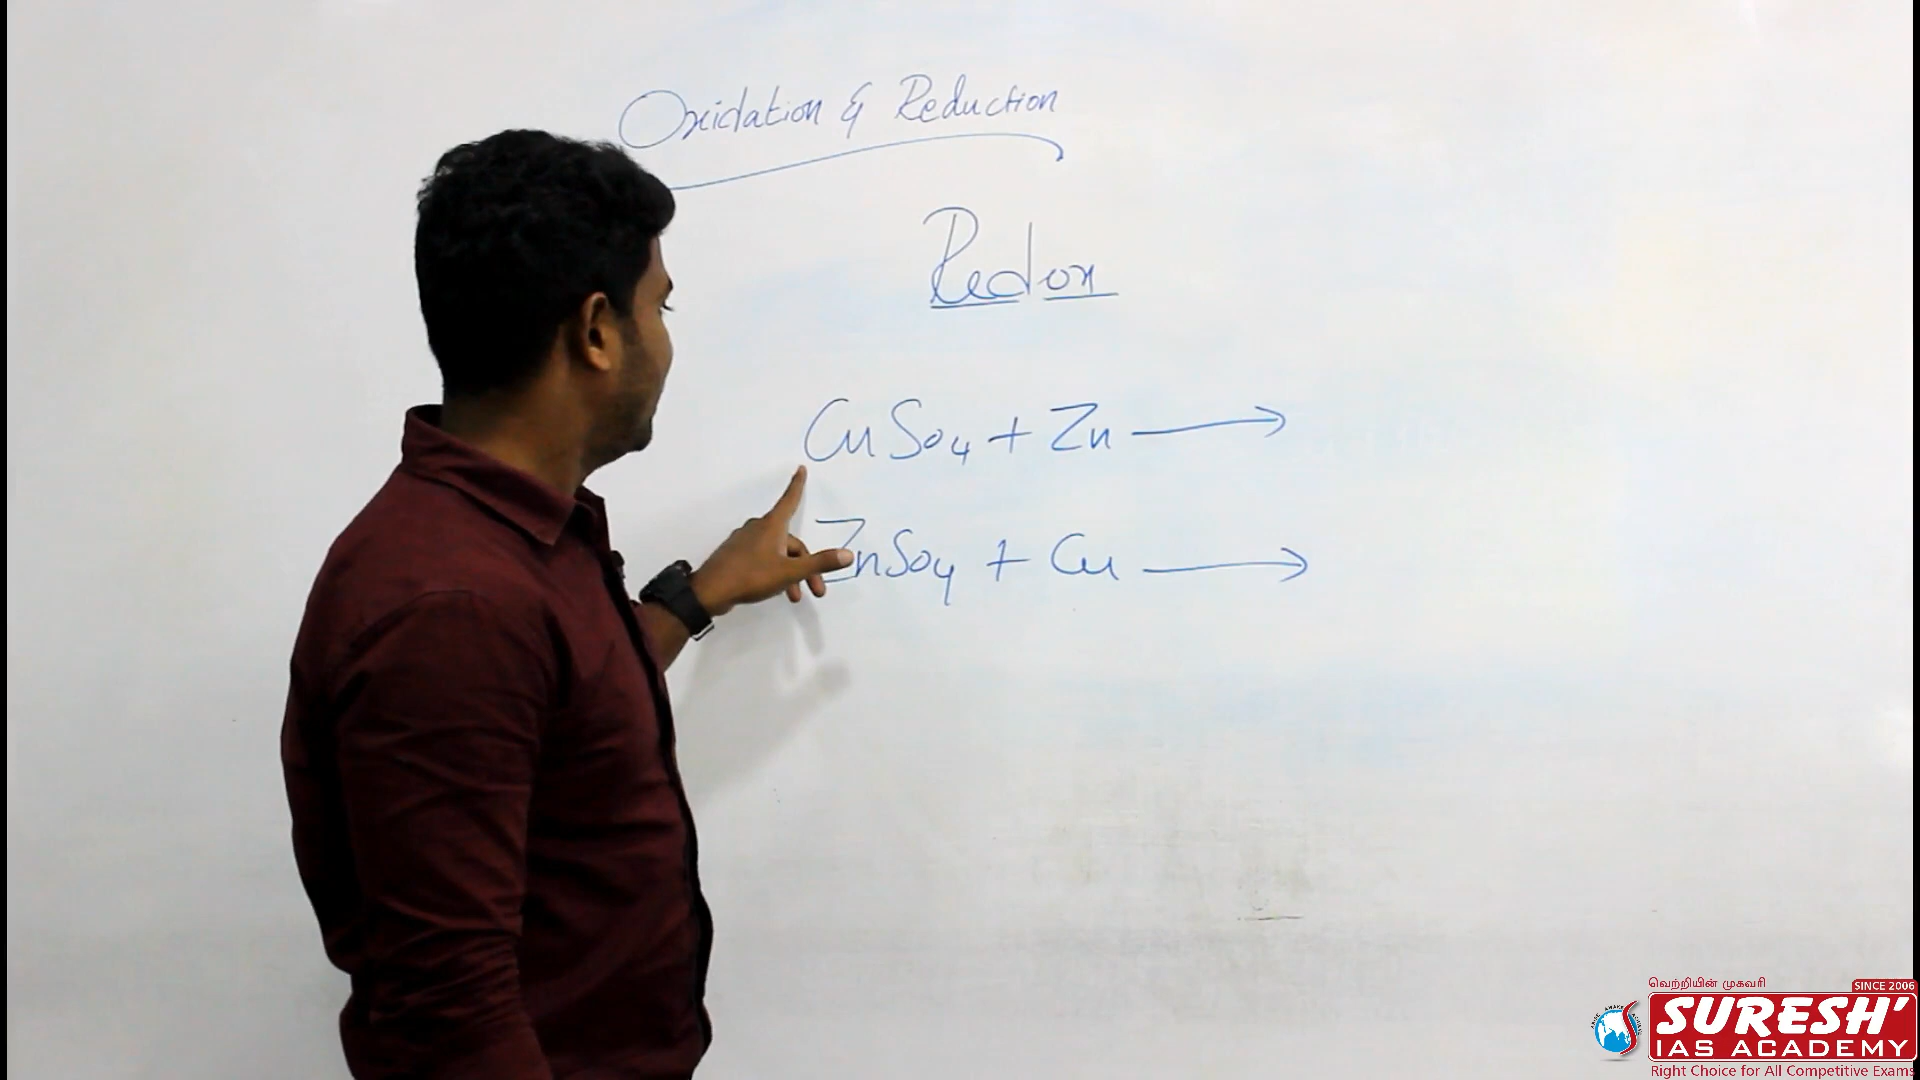 Oxidation & Reduction
Redox
CuSo4 + Zn →
ZnSo4 + Cu →
வெற்றியின் முகவரி
SINCE 2006
SURESH'
IAS ACADEMY
Right Choice for All Competitive Exams